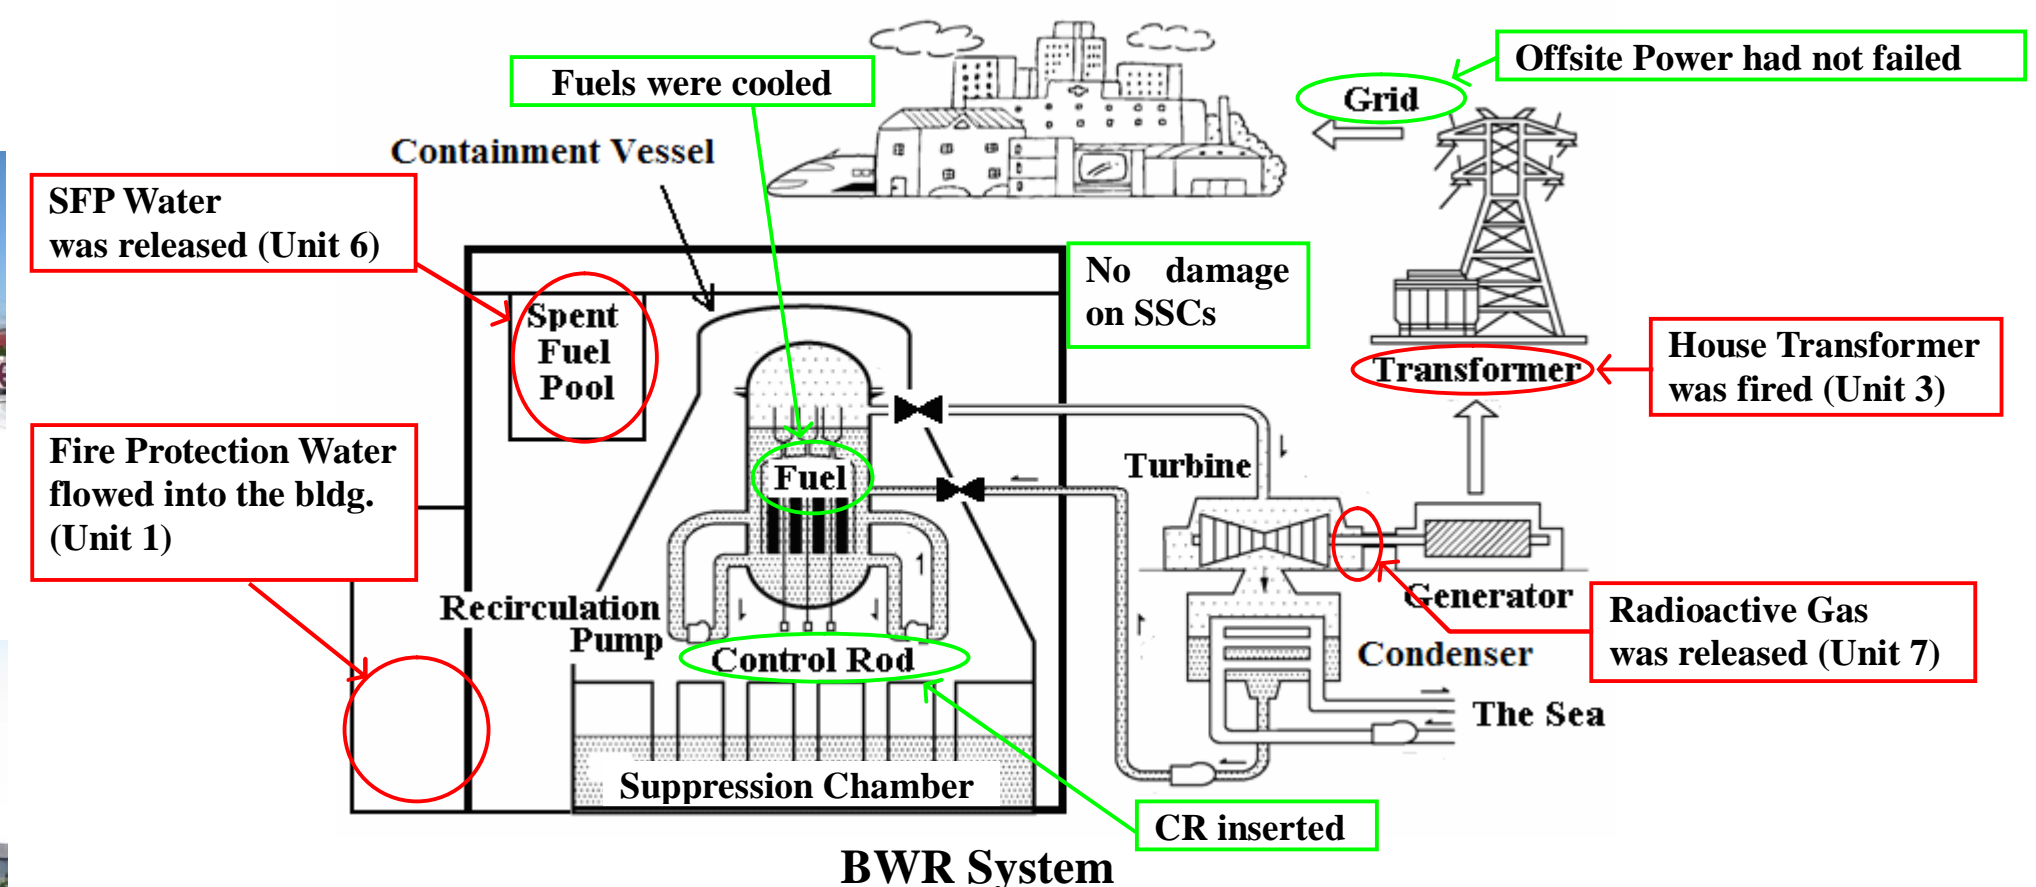 Fuels were cooled
Offsite Power had not failed
Grid
Containment Vessel
SFP Water
was released (Unit 6)
No damage
on SSCs
Spent
Fuel
Pool
House Transformer
was fired (Unit 3)
Transformer
Fire Protection Water
flowed into the bldg.
(Unit 1)
Fuel
Turbine
Generator
Recirculation
Pump
Control Rod
Radioactive Gas
was released (Unit 7)
Condenser
The Sea
Suppression Chamber
CR inserted
BWR System